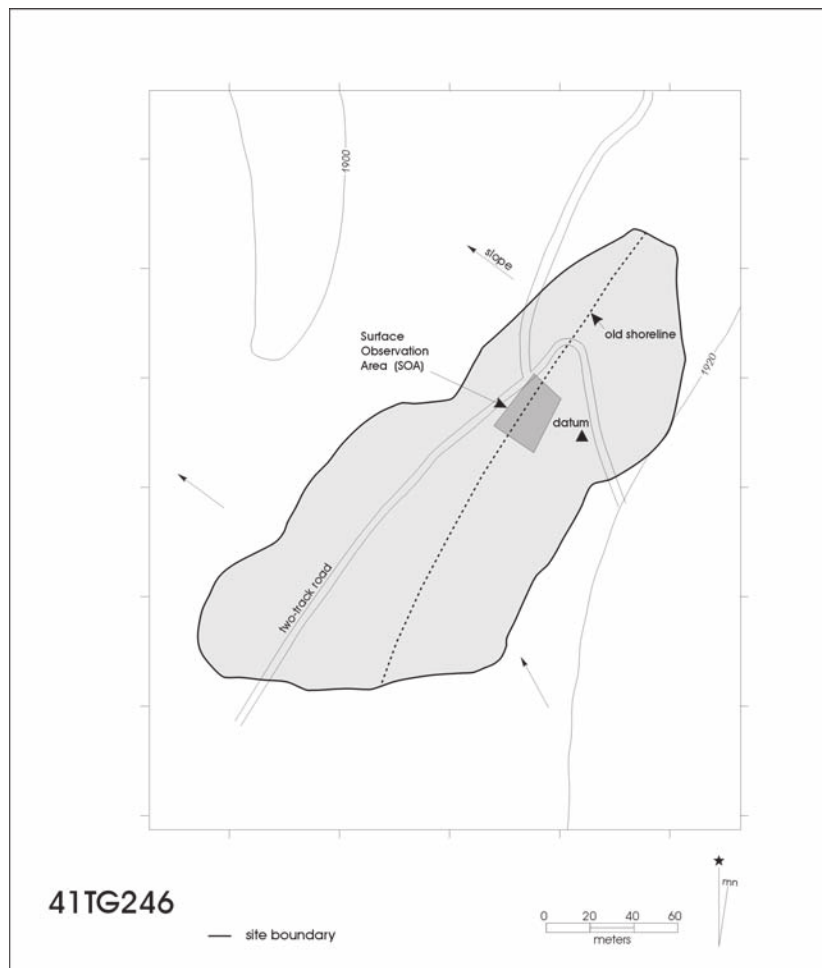 1900
slope
old shoreline
Surface
Observation
Area (SOA)
1920
datum
two-track road
41TG246
site boundary
0 20 40 60
meters
mn